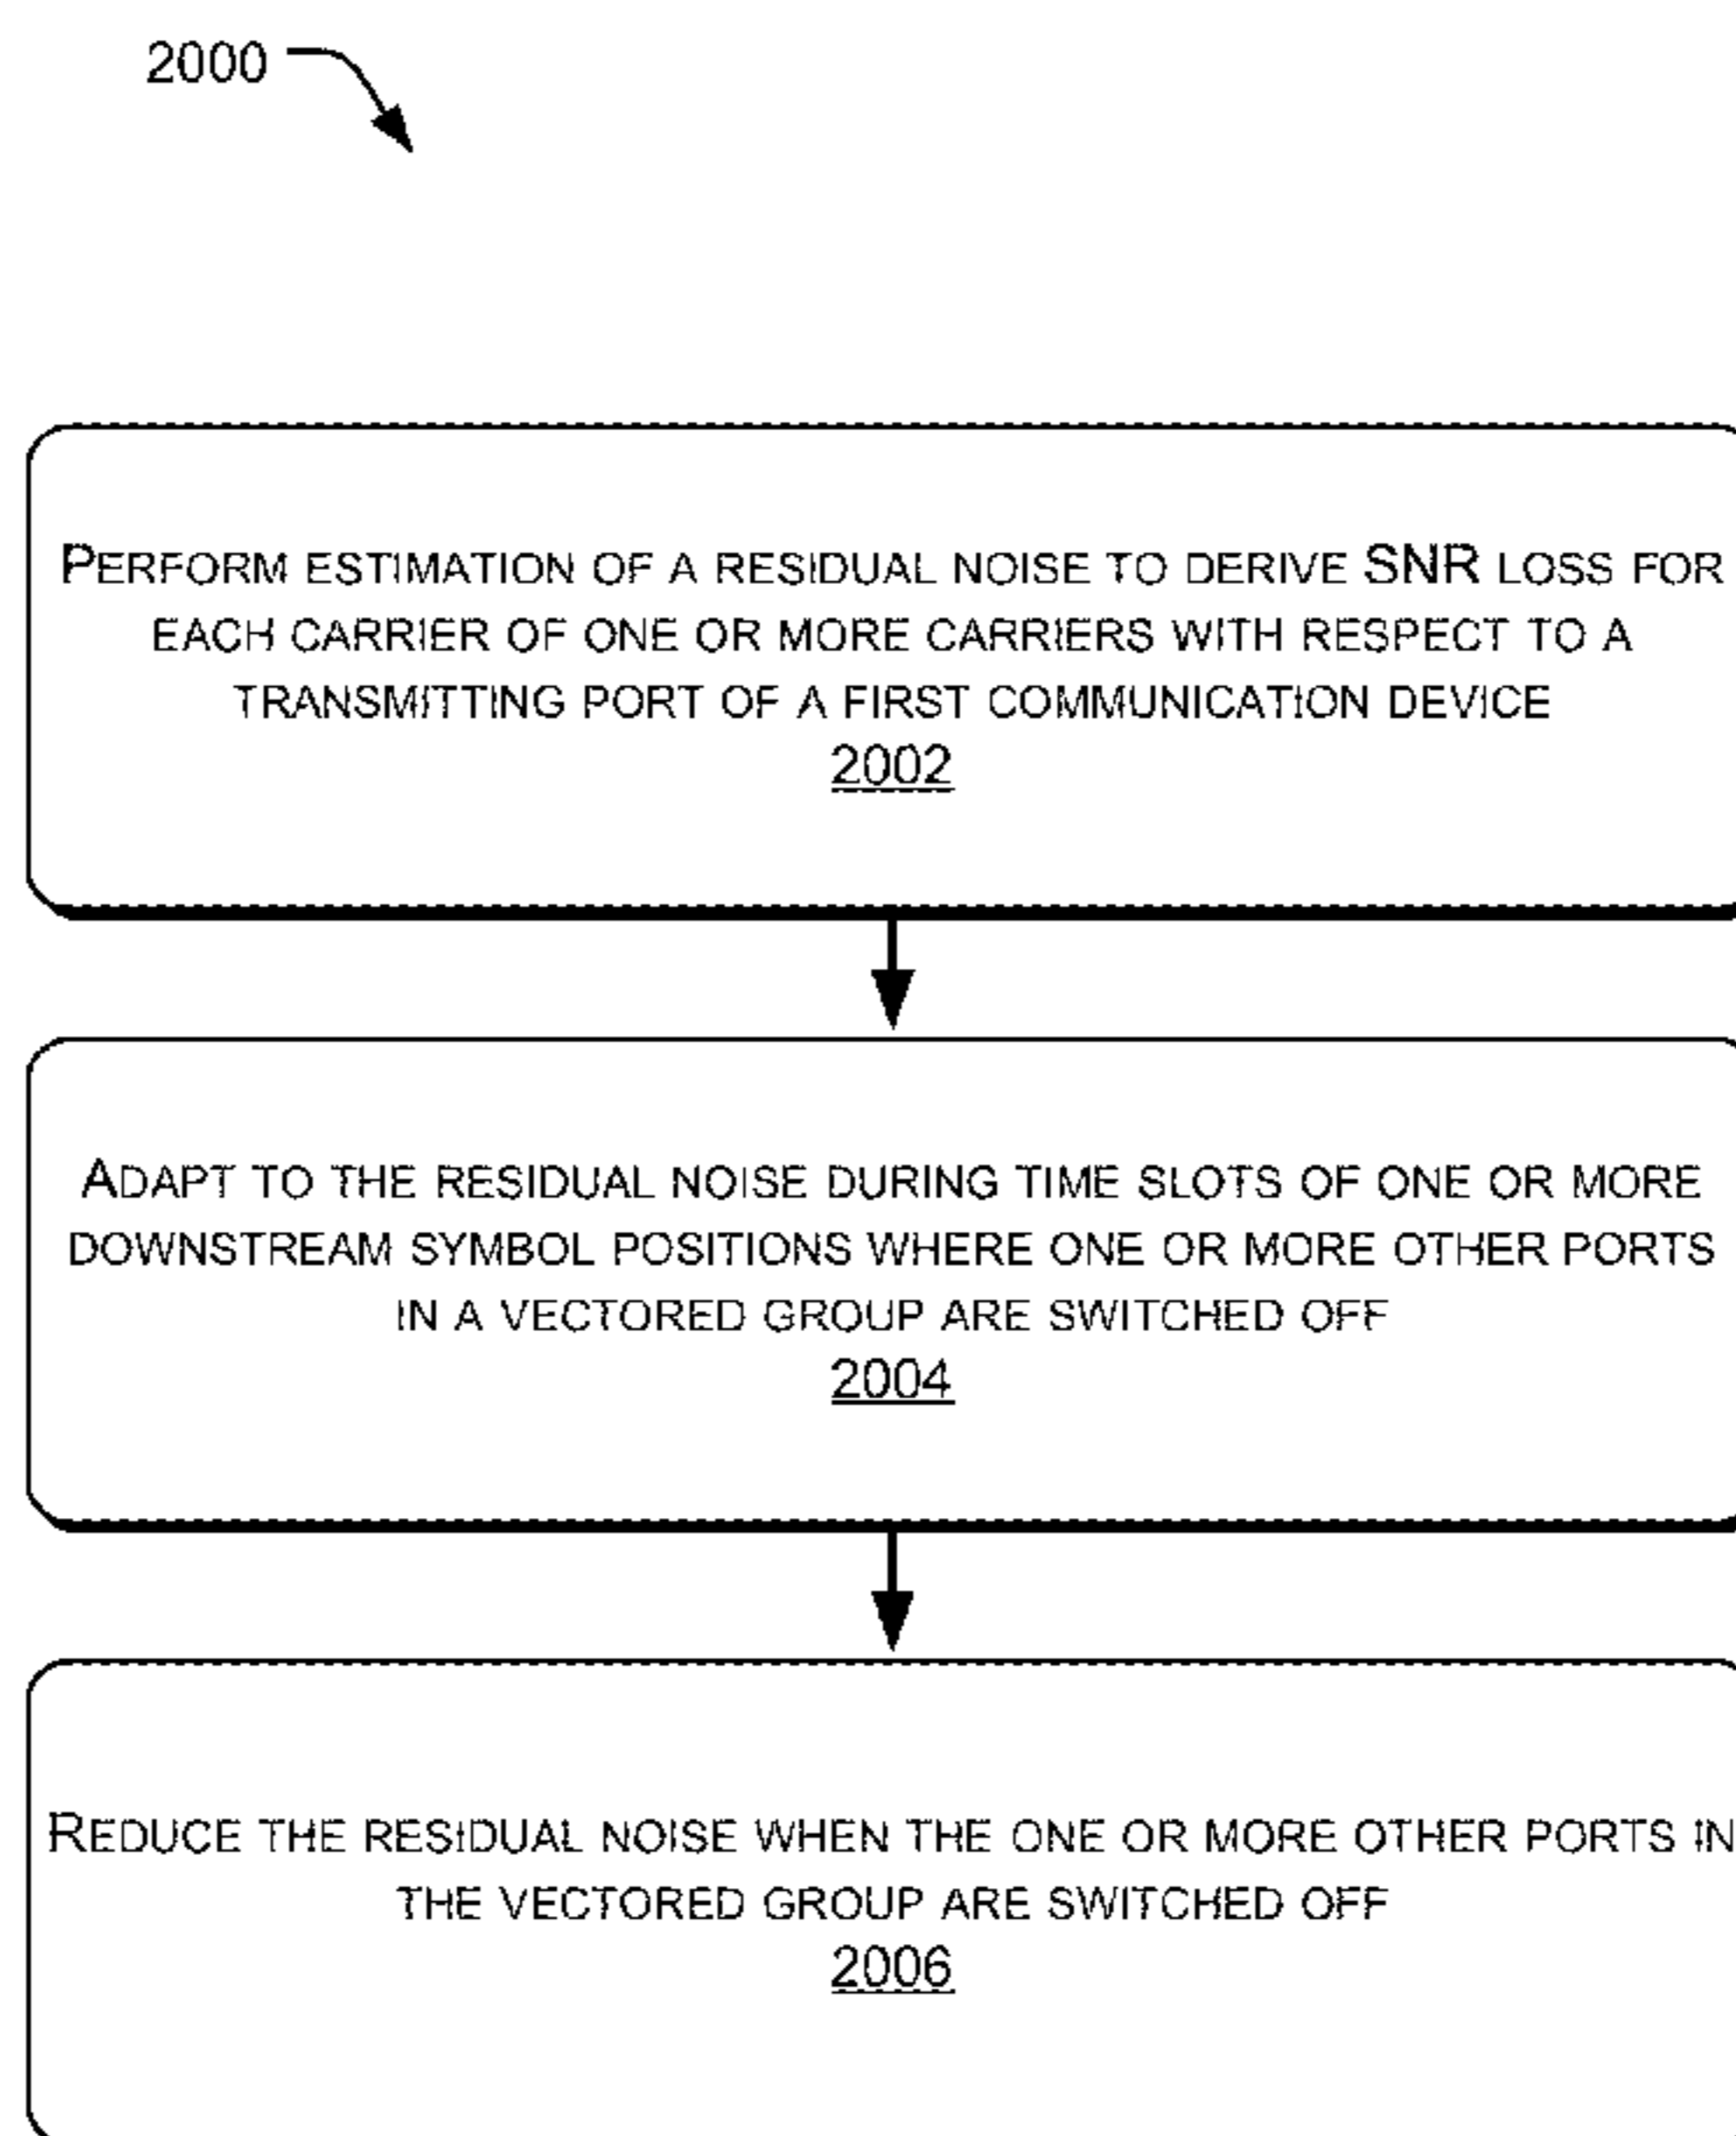 2000
PERFORM ESTIMATION OF A RESIDUAL NOISE TO DERIVE SNR LOSS FOR
EACH CARRIER OF ONE OR MORE CARRIERS WITH RESPECT TO A
TRANSMITTING PORT OF A FIRST COMMUNICATION DEVICE
2002
ADAPT TO THE RESIDUAL NOISE DURING TIME SLOTS OF ONE OR MORE
DOWNSTREAM SYMBOL POSITIONS WHERE ONE OR MORE OTHER PORTS
IN A VECTORED GROUP ARE SWITCHED OFF
2004
REDUCE THE RESIDUAL NOISE WHEN THE ONE OR MORE OTHER PORTS IN
THE VECTORED GROUP ARE SWITCHED OFF
2006